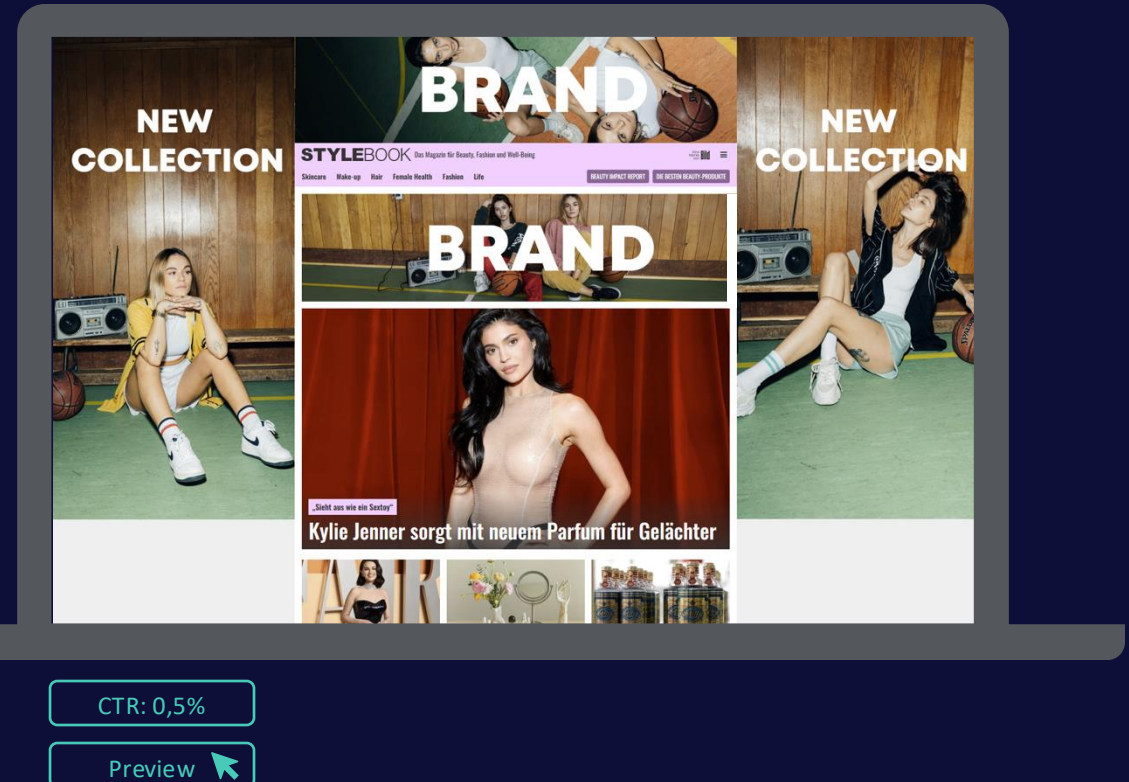 BRAND
NEW
COLLECTION
NEW
COLLECTION
STYLEBOOK Das Magazin für Beauty, Fashion und Well-Being
Bild
Skincare Make-up Hair Female Health Fashion Life
BEAUTY IMPACT REPORT DIE BESTEN BEAUTY-PRODUKTE
BRAND
„Sieht aus wie ein Sextoy“
Kylie Jenner sorgt mit neuem Parfum für Gelächter
CTR: 0,5%
Preview